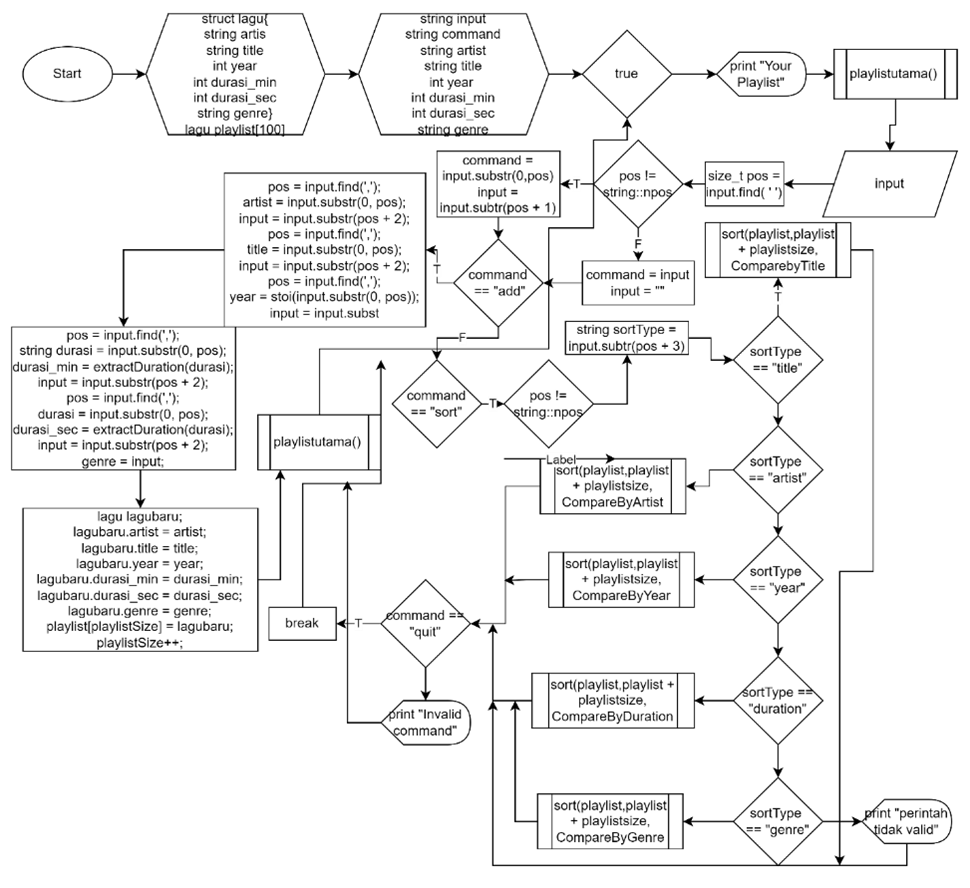 Start
struct lagu{
string artis
string title
int year
int durasi_min
int durasi_sec
string genre}
lagu playlist[100]
string input
string command
string artist
string title
int year
int durasi_min
int durasi_sec
string genre
true
print "Your
Playlist"
playlistutama()
input
size_t pos =
input.find( ' ')
pos !=
string::npos
T
F
command =
input.substr(0,pos)
input =
input.subtr(pos + 1)
command = input
input = ""
command
== "add"
T
F
pos = input.find(',');
artist = input.substr(0, pos);
input = input.substr(pos + 2);
pos = input.find(',');
title = input.substr(0, pos);
input = input.substr(pos + 2);
pos = input.find(',');
year = stoi(input.substr(0, pos));
input = input.subst
pos = input.find(',');
string durasi = input.substr(0, pos);
durasi_min = extractDuration(durasi);
input = input.substr(pos + 2);
pos = input.find(',');
durasi = input.substr(0, pos);
durasi_sec = extractDuration(durasi);
input = input.substr(pos + 2);
genre = input;
lagu lagubaru;
lagubaru.artist = artist;
lagubaru.title = title;
lagubaru.year = year;
lagubaru.durasi_min = durasi_min;
lagubaru.durasi_sec = durasi_sec;
lagubaru.genre = genre;
playlist[playlistSize] = lagubaru;
playlistSize++;
playlistutama()
command
== "sort"
T
pos !=
string::npos
string sortType =
input.subtr(pos + 3)
sortType
== "title"
T
sort(playlist,playlist
+ playlistsize,
ComparebyTitle
sortType
== "artist"
Label
sort(playlist,playlist
+ playlistsize,
CompareByArtist
sortType
== "year"
sort(playlist,playlist
+ playlistsize,
CompareByYear
sortType ==
"duration"
sort(playlist,playlist +
playlistsize,
CompareByDuration
sortType
== "genre"
sort(playlist,playlist
+ playlistsize,
CompareByGenre
print "perintah
tidak valid"
command ==
"quit"
T
break
print "Invalid
command"